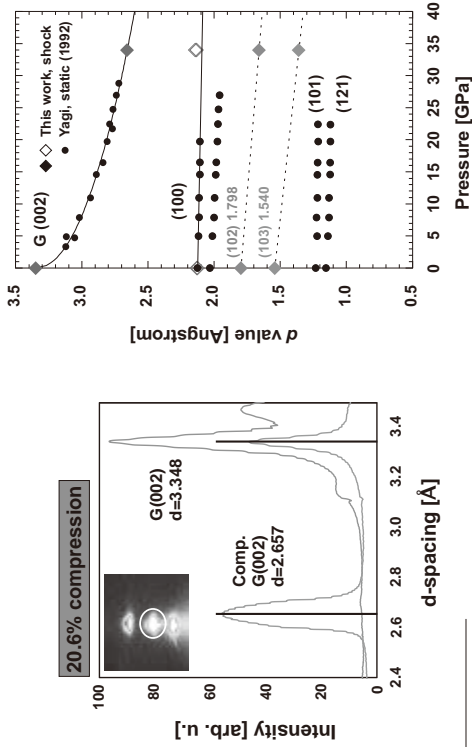 20.6% compression
G(002)
d=3.348
Comp.
G(002)
d=2.657
Intensity [arb. u.]
100
80
60
40
20
0
2.4
2.6
2.8
3.0
3.2
3.4
d-spacing [Å]
G (002)
This work, shock
Yagi, static (1992)
(100)
(102) 1.798
(103) 1.540
(101)
(121)
d value [Angstrom]
3.5
3.0
2.5
2.0
1.5
1.0
0.5
0
5
10
15
20
25
30
35
40
Pressure [GPa]